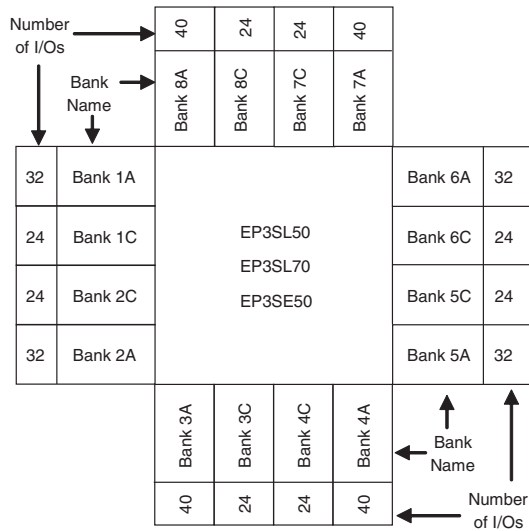 Number
of I/Os
40
24
24
40
Bank
Name
Bank 8A
Bank 8C
Bank 7C
Bank 7A
32
Bank 1A
Bank 6A
32
24
Bank 1C
Bank 6C
24
24
Bank 2C
Bank 5C
24
32
Bank 2A
Bank 5A
32
EP3SL50
EP3SL70
EP3SE50
Bank 3A
Bank 3C
Bank 4C
Bank 4A
Bank
Name
40
24
24
40
Number
of I/Os